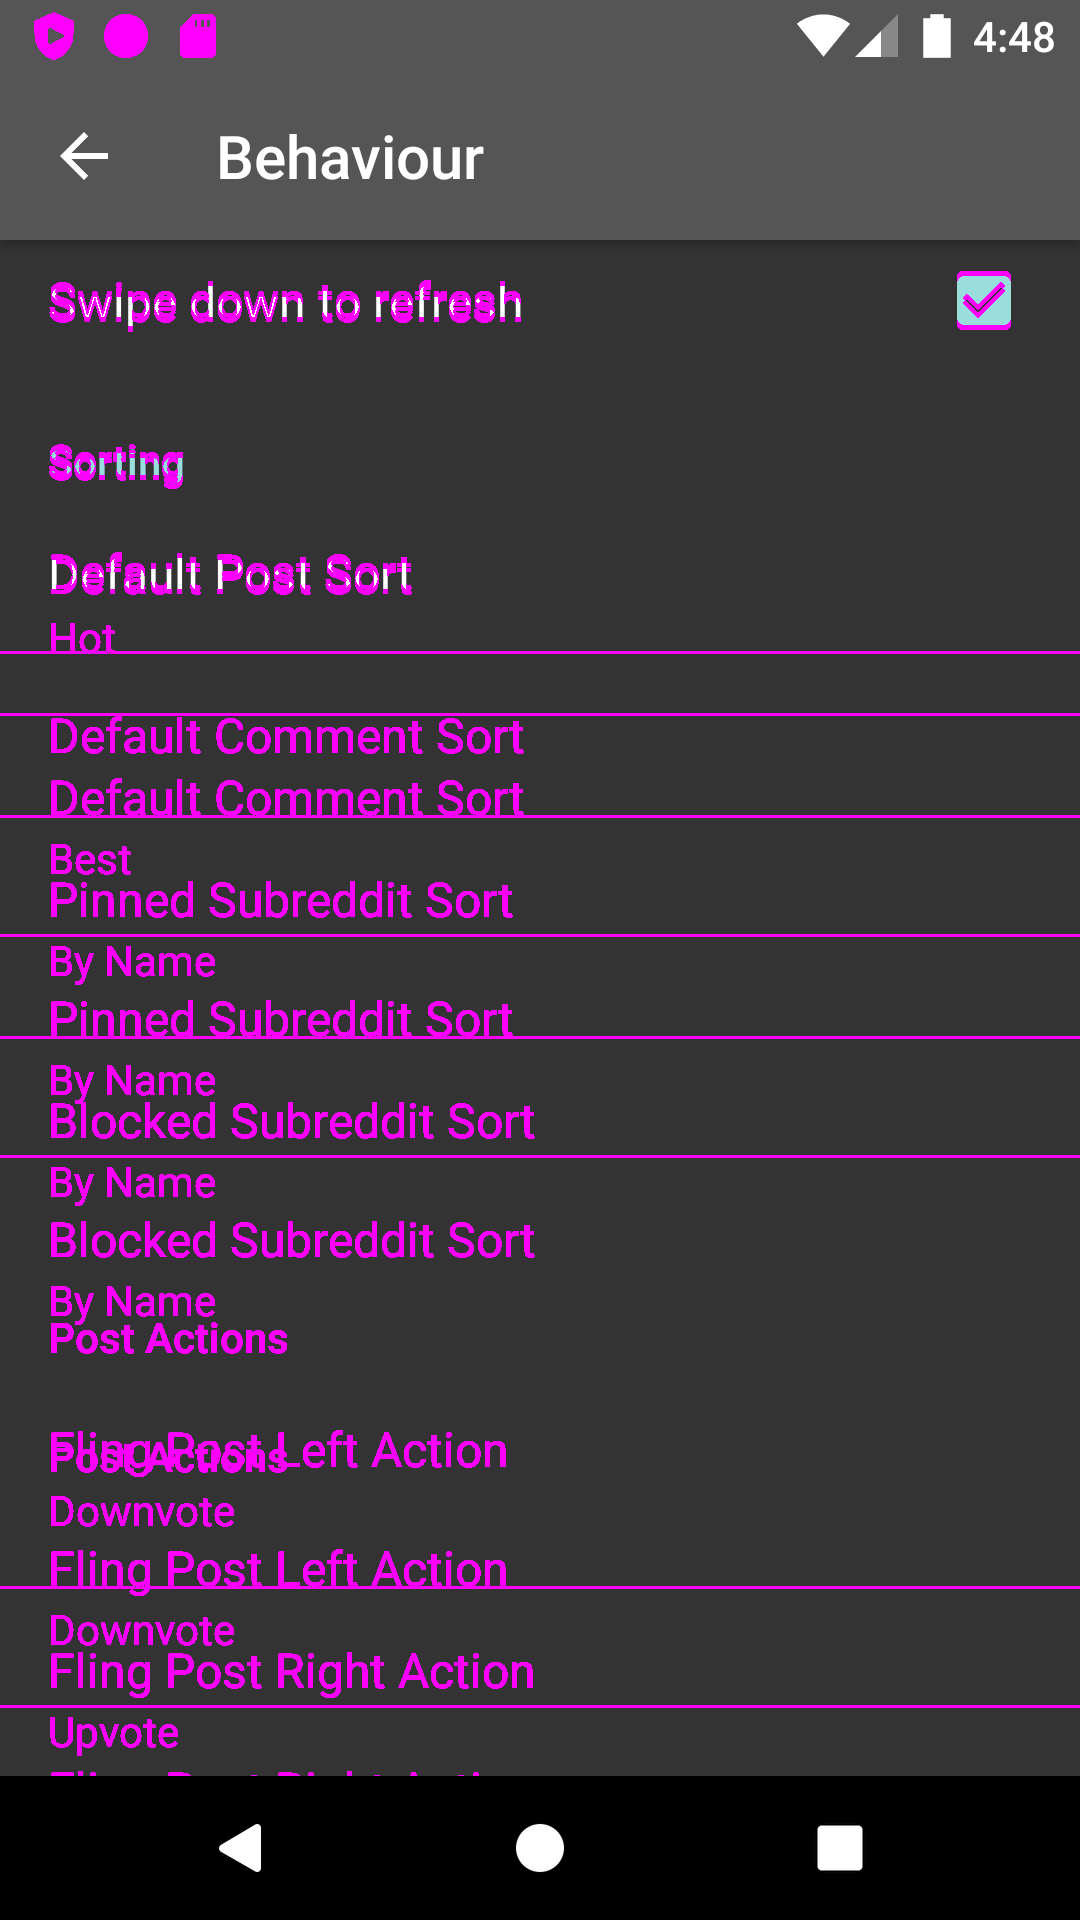 4:48
Behaviour
Swipe down to refresh
Sorting
Default Post Sort
Hot
Default Comment Sort
Default Comment Sort
Best
Pinned Subreddit Sort
By Name
Pinned Subreddit Sort
By Name
Blocked Subreddit Sort
By Name
Blocked Subreddit Sort
By Name
Post Actions
Fling Post Left Action
Post Actions
Downvote
Fling Post Left Action
Downvote
Fling Post Right Action
Upvote